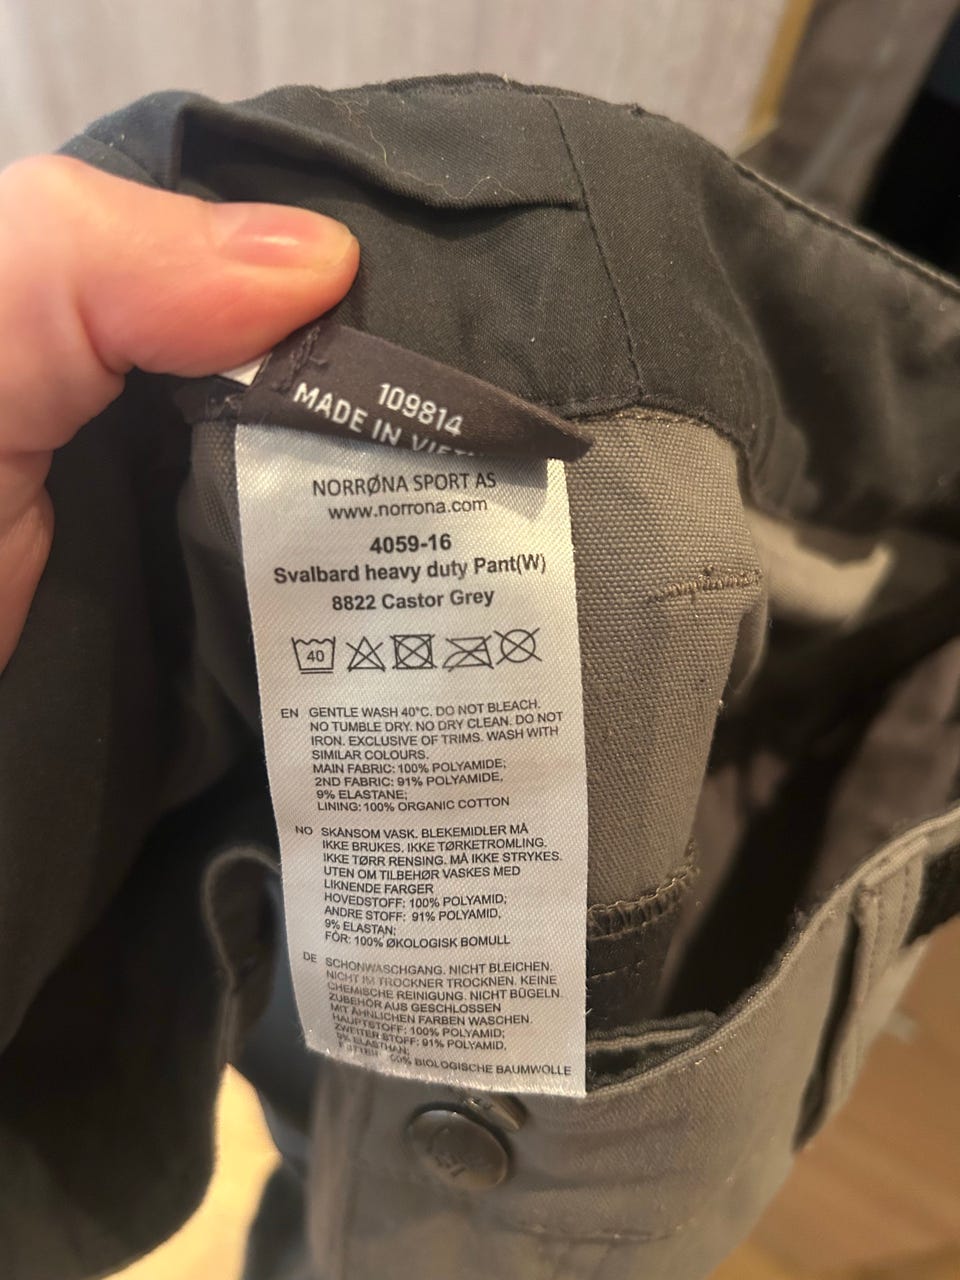 109814
MADE IN
NORRØNA SPORT AS
www.norrona.com
4059-16
Svalbard heavy duty Pant(W)
8822 Castor Grey
40
EN GENTLE WASH 40°C. DO NOT BLEACH.
NO TUMBLE DRY. NO DRY CLEAN. DO NOT
IRON. EXCLUSIVE OF TRIMS. WASH WITH
SIMILAR COLOURS.
MAIN FABRIC: 100% POLYAMIDE;
2ND FABRIC: 91% POLYAMIDE,
9% ELASTANE;
LINING: 100% ORGANIC COTTON
NO SKÅNSOM VASK. BLEKEMIDLER MÅ
IKKE BRUKES. IKKE TØRKETROMLING.
IKKE TØRR RENSING. MÅ IKKE STRYKES.
UTEN OM TILBEHØR VASKES MED
LIKNENDE FARGER
HOVEDSTOFF: 100% POLYAMID;
ANDRE STOFF: 91% POLYAMID,
9% ELASTAN;
FÓR: 100% ØKOLOGISK BOMULL
DE SCHONWASCHGANG. NICHT BLEICHEN.
NICHT IM TROCKNER TROCKNEN. KEINE
CHEMISCHE REINIGUNG. NICHT BÜGELN.
ZUBEHÖR AUS GESCHLOSSEN
MIT ÄHNLICHEN FARBEN WASCHEN.
HAUPTSTOFF: 100% POLYAMID;
ZWEITER STOFF: 91% POLYAMID,
9% ELASTHAN;
BIOLOGISCHE BAUMWOLLE